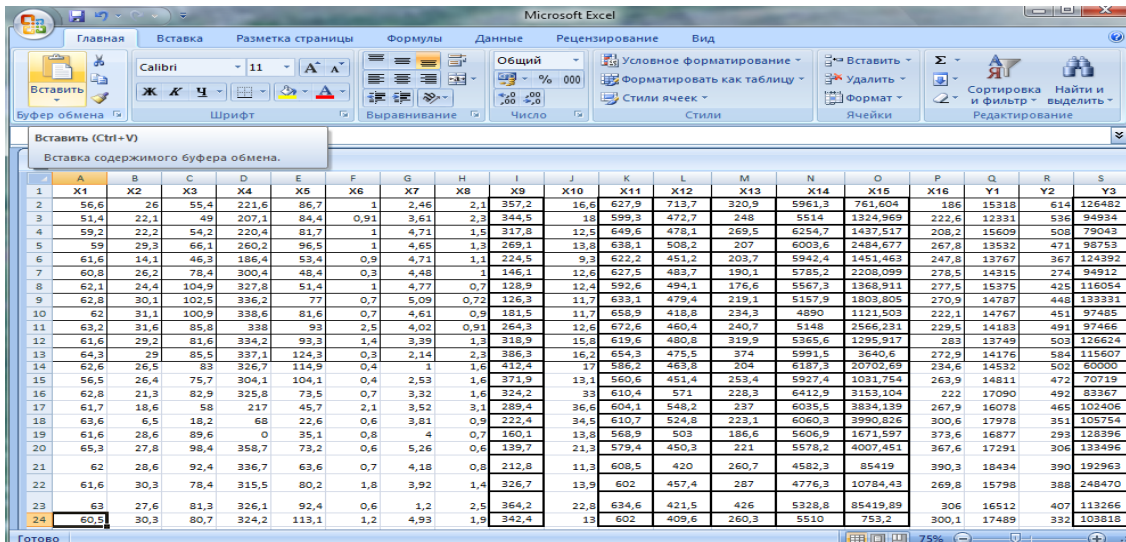 Microsoft Excel
Главная Вставка Разметка страницы Формулы Данные Рецензирование Вид
Вставить
Calibri 11
Ж К Ч
Общий
% 000
Условное форматирование
Форматировать как таблицу
Стили ячеек
Вставить
Удалить
Формат
Σ
Сортировка и фильтр
Найти и выделить
Буфер обмена Шрифт Выравнивание Число Стили Ячейки Редактирование
Вставить (Ctrl+V)
Вставка содержимого буфера обмена.
A B C D E F G H I J K L M N O P Q R S
1 X1 X2 X3 X4 X5 X6 X7 X8 X9 X10 X11 X12 X13 X14 X15 X16 Y1 Y2 Y3
2 56,6 26 55,4 221,6 86,7 1 2,46 2,1 357,2 16,6 627,9 713,7 320,9 5961,3 761,604 186 15318 614 126482
3 51,4 22,1 49 207,1 84,4 0,91 3,61 2,3 344,5 18 599,3 472,7 248 5514 1324,969 222,6 12331 536 94934
4 59,2 22,2 54,2 220,4 81,7 1 4,71 1,5 317,8 12,5 649,6 478,1 269,5 6254,7 1437,517 208,2 15609 508 79043
5 59 29,3 66,1 260,2 96,5 1 4,65 1,3 269,1 13,8 638,1 508,2 207 6003,6 2484,677 267,8 13532 471 98753
6 61,6 14,1 46,3 186,4 53,4 0,9 4,71 1,1 224,5 9,3 622,2 451,2 203,7 5942,4 1451,463 247,8 13767 367 124392
7 60,8 26,2 78,4 300,4 48,4 0,3 4,48 1 146,1 12,6 627,5 483,7 190,1 5785,2 2208,099 278,5 14315 274 94912
8 62,1 24,4 104,9 327,8 51,4 1 4,77 0,7 128,9 12,4 592,6 494,1 176,6 5567,3 1368,911 277,5 15375 425 116054
9 62,8 30,1 102,5 336,2 77 0,7 5,09 0,72 126,3 11,7 633,1 479,4 219,1 5157,9 1803,805 270,9 14787 448 133331
10 62 31,1 100,9 338,6 81,6 0,7 4,61 0,9 181,5 11,7 658,9 418,8 234,3 4890 1121,503 222,1 14767 451 97485
11 63,2 31,6 85,8 338 93 2,5 4,02 0,91 264,3 12,6 672,6 460,4 240,7 5148 2566,231 229,5 14183 491 97466
12 61,6 29,2 81,6 334,2 93,3 1,4 3,39 1,3 318,9 15,8 619,6 480,8 319,9 5365,6 1295,917 283 13749 503 126624
13 64,3 29 85,5 337,1 124,3 0,3 2,14 2,3 386,3 16,2 654,3 475,5 374 5991,5 3640,6 272,9 14176 584 115607
14 62,6 26,5 83 326,7 114,9 0,4 1 1,6 412,4 17 586,2 463,8 204 6187,3 20702,69 234,6 14532 502 60000
15 56,5 26,4 75,7 304,1 104,1 0,4 2,53 1,6 371,9 13,1 560,6 451,4 253,4 5927,4 1031,754 263,9 14811 472 70719
16 62,8 21,3 82,9 325,8 73,5 0,7 3,32 1,6 324,2 33 610,4 571 228,3 6412,9 3153,104 222 17090 492 83367
17 61,7 18,6 58 217 45,7 2,1 3,52 3,1 289,4 36,6 604,1 548,2 237 6035,5 3834,139 267,9 16078 465 102406
18 63,6 6,5 18,2 68 22,6 0,6 3,81 0,9 222,4 34,5 610,7 524,8 223,1 6060,3 3990,826 300,6 17978 351 105754
19 61,6 28,6 89,6 0 35,1 0,8 4 0,7 160,1 13,8 568,9 503 186,6 5606,9 1671,597 373,6 16877 293 128396
20 65,3 27,8 98,4 358,7 73,2 0,6 5,26 0,6 139,7 21,3 579,4 450,3 221 5578,2 4007,451 367,6 17291 306 133496
21 62 28,6 92,4 336,7 63,6 0,7 4,18 0,8 212,8 11,3 608,5 420 260,7 4582,3 85419 390,3 18434 390 192963
22 61,6 30,3 78,4 315,5 80,2 1,8 3,92 1,4 326,7 13,9 602 457,4 287 4776,3 10784,43 269,8 15798 388 248470
23 63 27,6 81,3 326,1 92,4 0,6 1,2 2,5 364,2 22,8 634,6 421,5 426 5328,8 85419,89 306 16512 407 113266
24 60,5 30,3 80,7 324,2 113,1 1,2 4,93 1,9 342,4 13 602 409,6 260,3 5510 753,2 300,1 17489 332 103818
Готово 75%